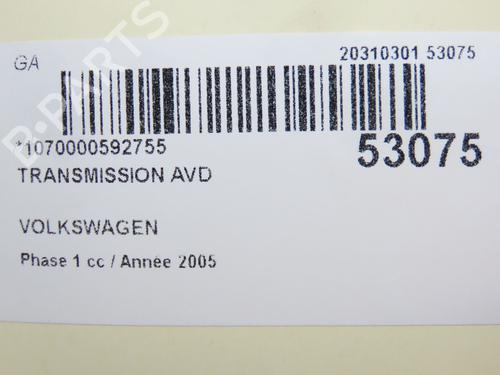 GA
20310301 53075
*1070000592755
53075
TRANSMISSION AVD
VOLKSWAGEN
Phase 1 cc / Année 2005
B-PARTS